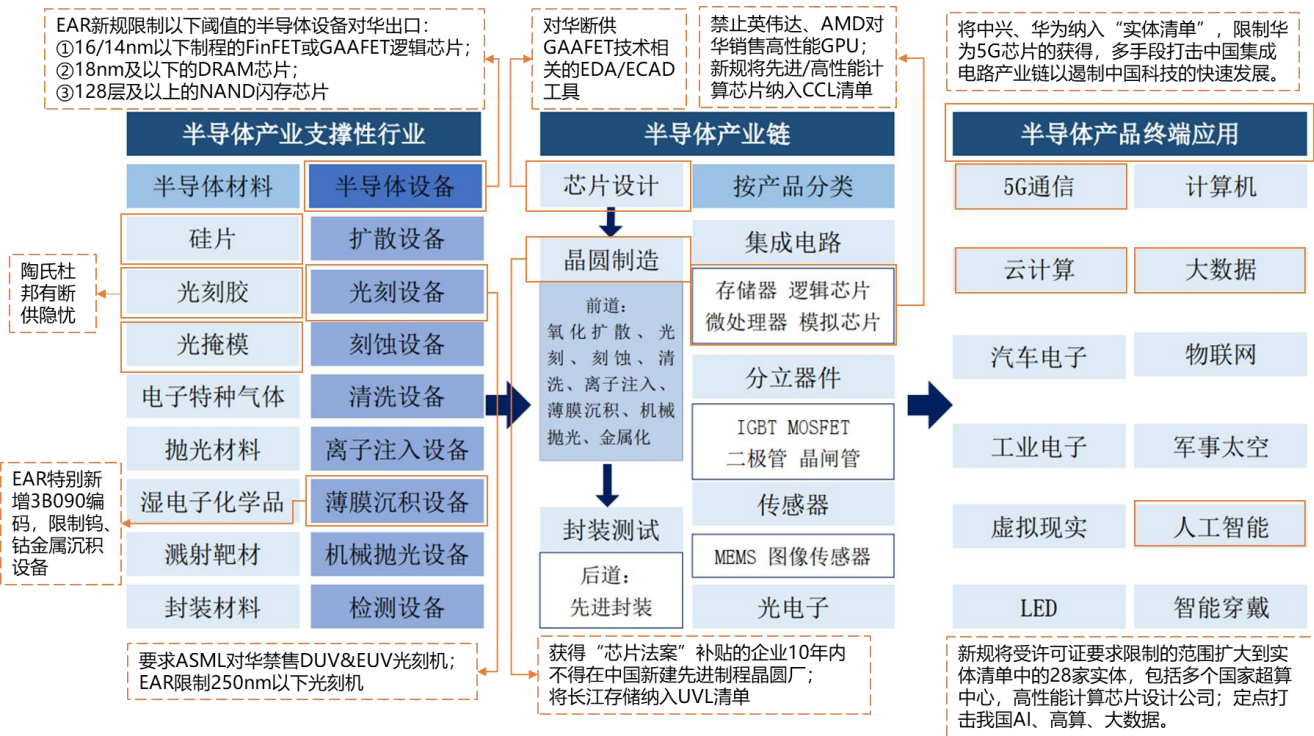 EAR新规限制以下阈值的半导体设备对华出口：
①16/14nm以下制程的FinFET或GAAFET逻辑芯片；
②18nm及以下的DRAM芯片；
③128层及以上的NAND闪存芯片
对华断供
GAAFET技术相
关的EDA/ECAD
工具
禁止英伟达、AMD对
华销售高性能GPU；
新规将先进/高性能计
算芯片纳入CCL清单
将中兴、华为纳入“实体清单”，限制华
为5G芯片的获得，多手段打击中国集成
电路产业链以遏制中国科技的快速发展。
半导体产业支撑性行业
半导体材料
半导体设备
硅片
扩散设备
光刻胶
光刻设备
光掩模
刻蚀设备
电子特种气体
清洗设备
抛光材料
离子注入设备
湿电子化学品
薄膜沉积设备
溅射靶材
机械抛光设备
封装材料
检测设备
陶氏杜
邦有断
供隐忧
EAR特别新
增3B090编
码，限制钨、
钴金属沉积
设备
要求ASML对华禁售DUV&EUV光刻机；
EAR限制250nm以下光刻机
半导体产业链
芯片设计
晶圆制造
前道：
氧化扩散、光
刻、刻蚀、清
洗、离子注入、
薄膜沉积、机械
抛光、金属化
封装测试
后道：
先进封装
按产品分类
集成电路
存储器 逻辑芯片
微处理器 模拟芯片
分立器件
IGBT MOSFET
二极管 晶闸管
传感器
MEMS 图像传感器
光电子
获得“芯片法案”补贴的企业10年内
不得在中国新建先进制程晶圆厂；
将长江存储纳入UVL清单
半导体产品终端应用
5G通信
计算机
云计算
大数据
汽车电子
物联网
工业电子
军事太空
虚拟现实
人工智能
LED
智能穿戴
新规将受许可证要求限制的范围扩大到实
体清单中的28家实体，包括多个国家超算
中心，高性能计算芯片设计公司；定点打
击我国AI、高算、大数据。